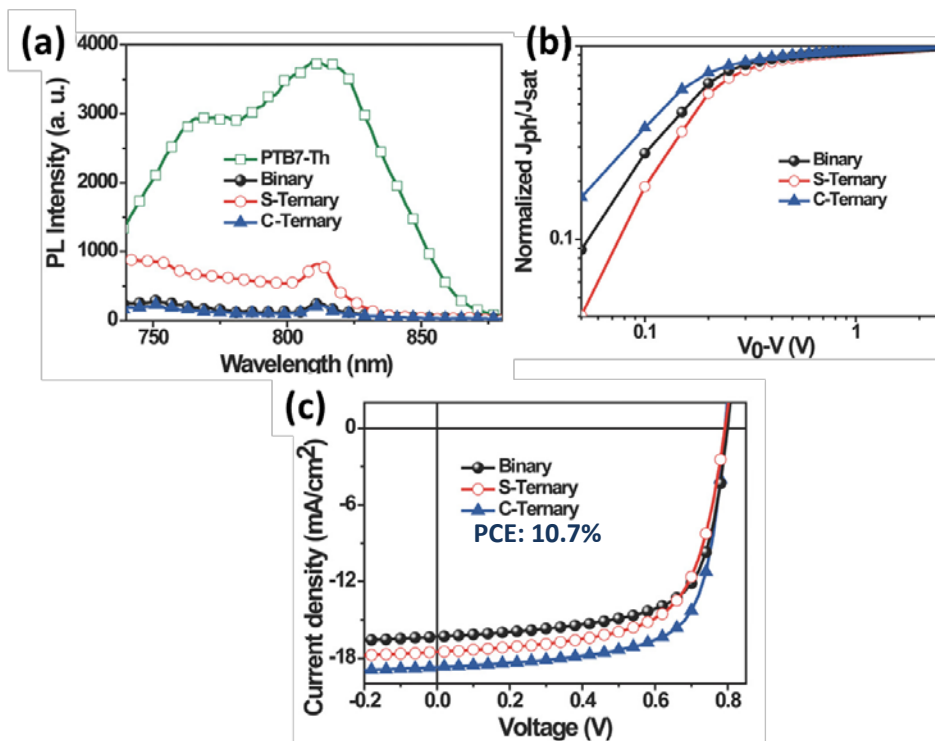 (a)
4000
3000
2000
1000
0
PL Intensity (a. u.)
PTB7-Th
Binary
S-Ternary
C-Ternary
750
800
850
Wavelength (nm)
(b)
Normalized Jph/Jsat
0.1
Binary
S-Ternary
C-Ternary
0.1
1
V0-V (V)
(c)
0
-6
-12
-18
Current density (mA/cm²)
Binary
S-Ternary
C-Ternary
PCE: 10.7%
-0.2
0.0
0.2
0.4
0.6
0.8
Voltage (V)